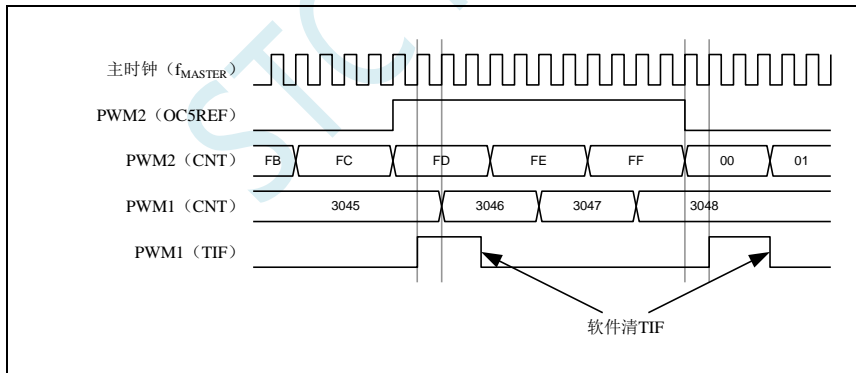 主时钟（fMASTER）
PWM2（OC5REF）
PWM2（CNT） FB FC FD FE FF 00 01
PWM1（CNT） 3045 3046 3047 3048
PWM1（TIF）
软件清TIF
STC